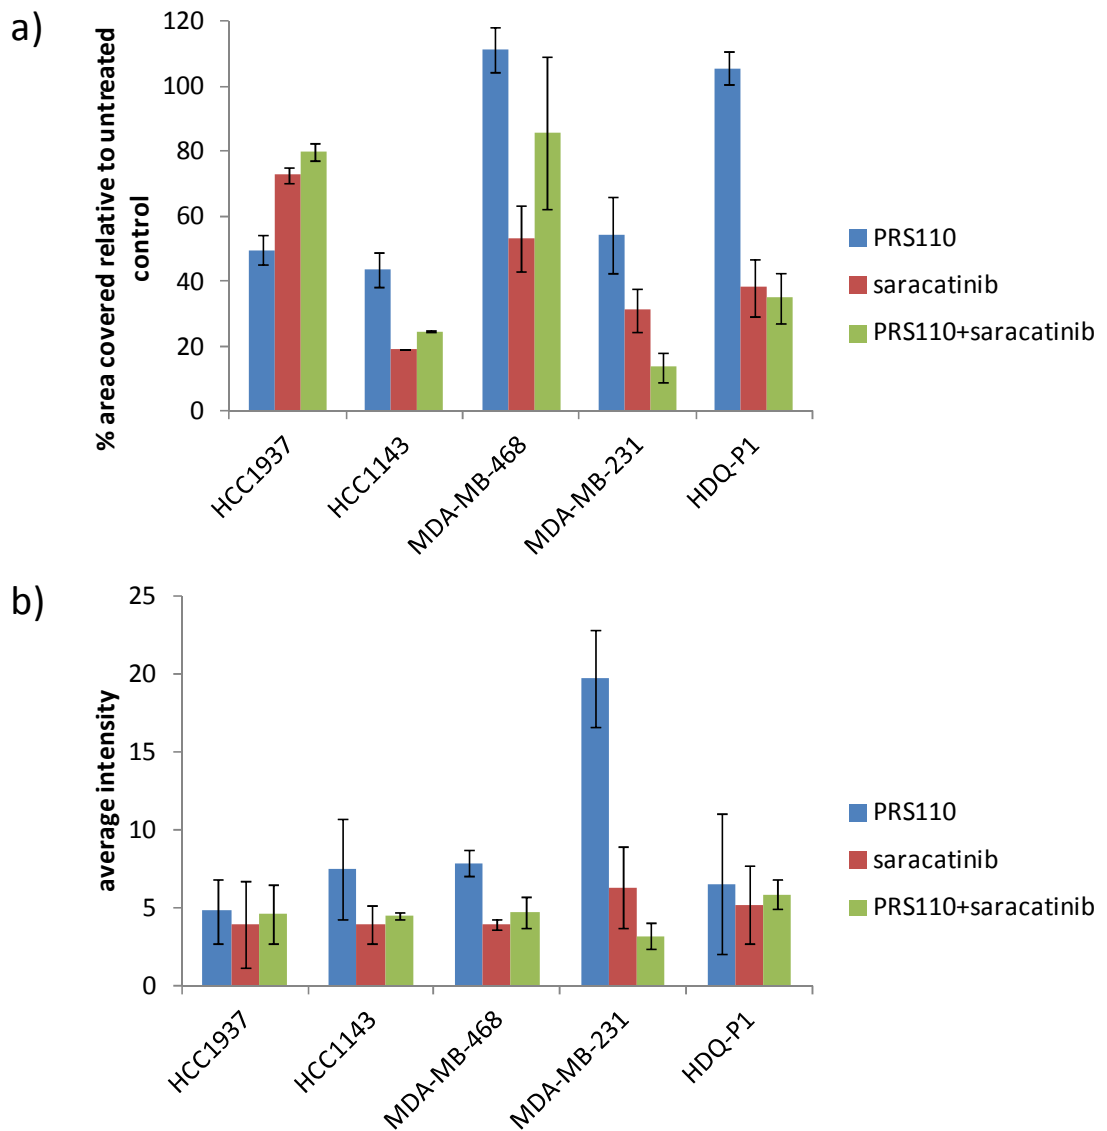 a)
% area covered relative to untreated
control
120
100
80
60
40
20
0
HCC1937
HCC1143
MDA-MB-468
MDA-MB-231
HDQ-P1
PRS110
saracatinib
PRS110+saracatinib
b)
average intensity
25
20
15
10
5
0
HCC1937
HCC1143
MDA-MB-468
MDA-MB-231
HDQ-P1
PRS110
saracatinib
PRS110+saracatinib